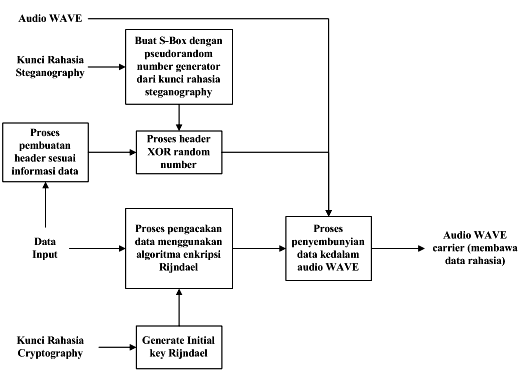 Audio WAVE
Kunci Rahasia
Steganography
Buat S-Box dengan
pseudorandom
number generator
dari kunci rahasia
steganography
Proses
pembuatan
header sesuai
informasi data
Proses header
XOR random
number
Data
Input
Proses pengacakan
data menggunakan
algoritma enkripsi
Rijndael
Proses
penyembunyian
data kedalam
audio WAVE
Audio WAVE
carrier (membawa
data rahasia)
Kunci Rahasia
Cryptography
Generate Initial
key Rijndael